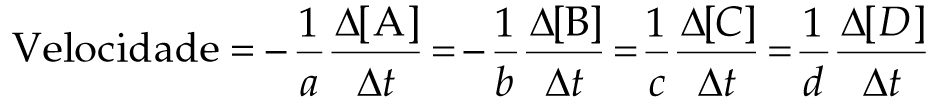 Velocidade = − 1/a Δ[A]/Δt = − 1/b Δ[B]/Δt = 1/c Δ[C]/Δt = 1/d Δ[D]/Δt